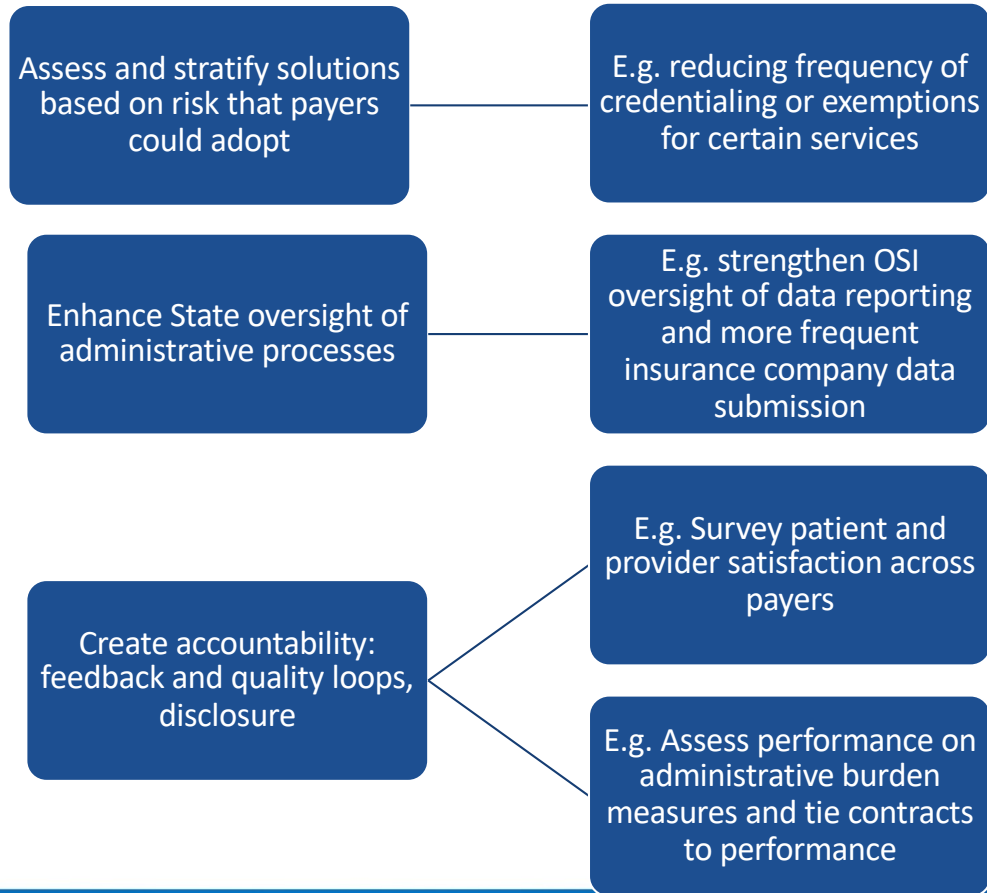 Assess and stratify solutions
based on risk that payers
could adopt
E.g. reducing frequency of
credentialing or exemptions
for certain services
Enhance State oversight of
administrative processes
E.g. strengthen OSI
oversight of data reporting
and more frequent
insurance company data
submission
Create accountability:
feedback and quality loops,
disclosure
E.g. Survey patient and
provider satisfaction across
payers
E.g. Assess performance on
administrative burden
measures and tie contracts
to performance